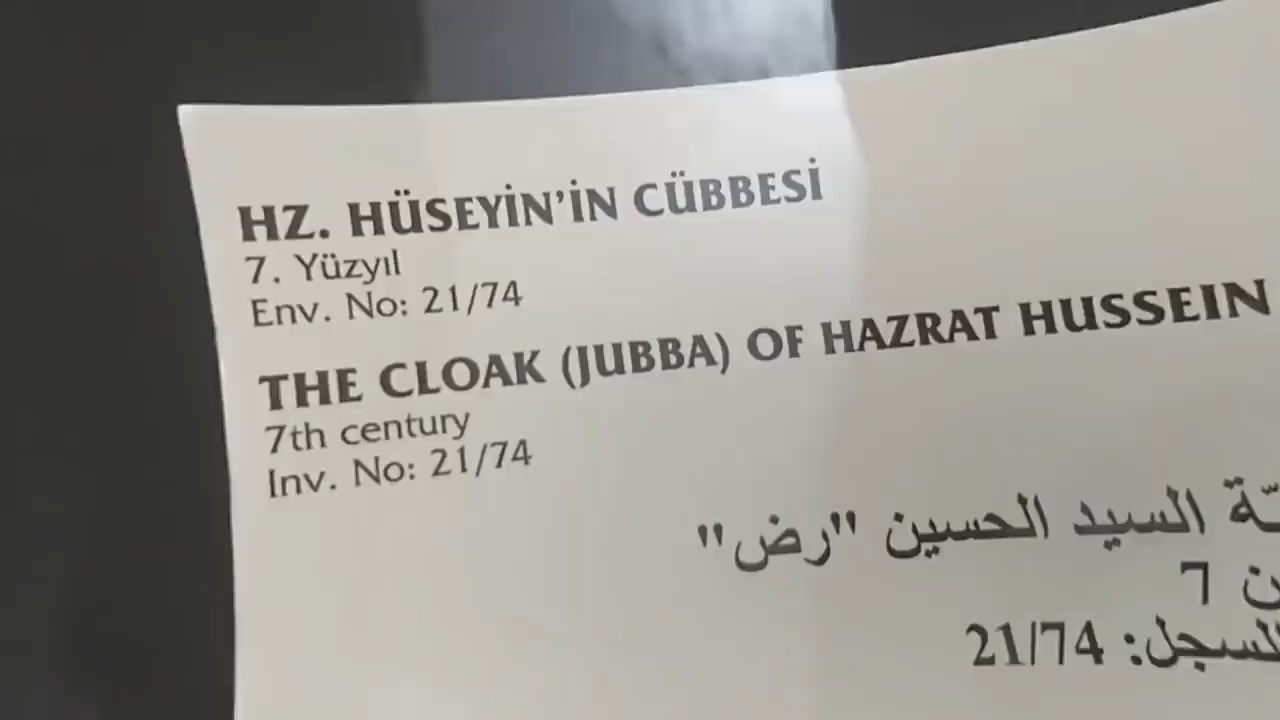 HZ. HÜSEYİN'İN CÜBBESİ
7. Yüzyıl
Env. No: 21/74
THE CLOAK (JUBBA) OF HAZRAT HUSSEIN
7th century
Inv. No: 21/74
السيد الحسين "رض"
7
21/74